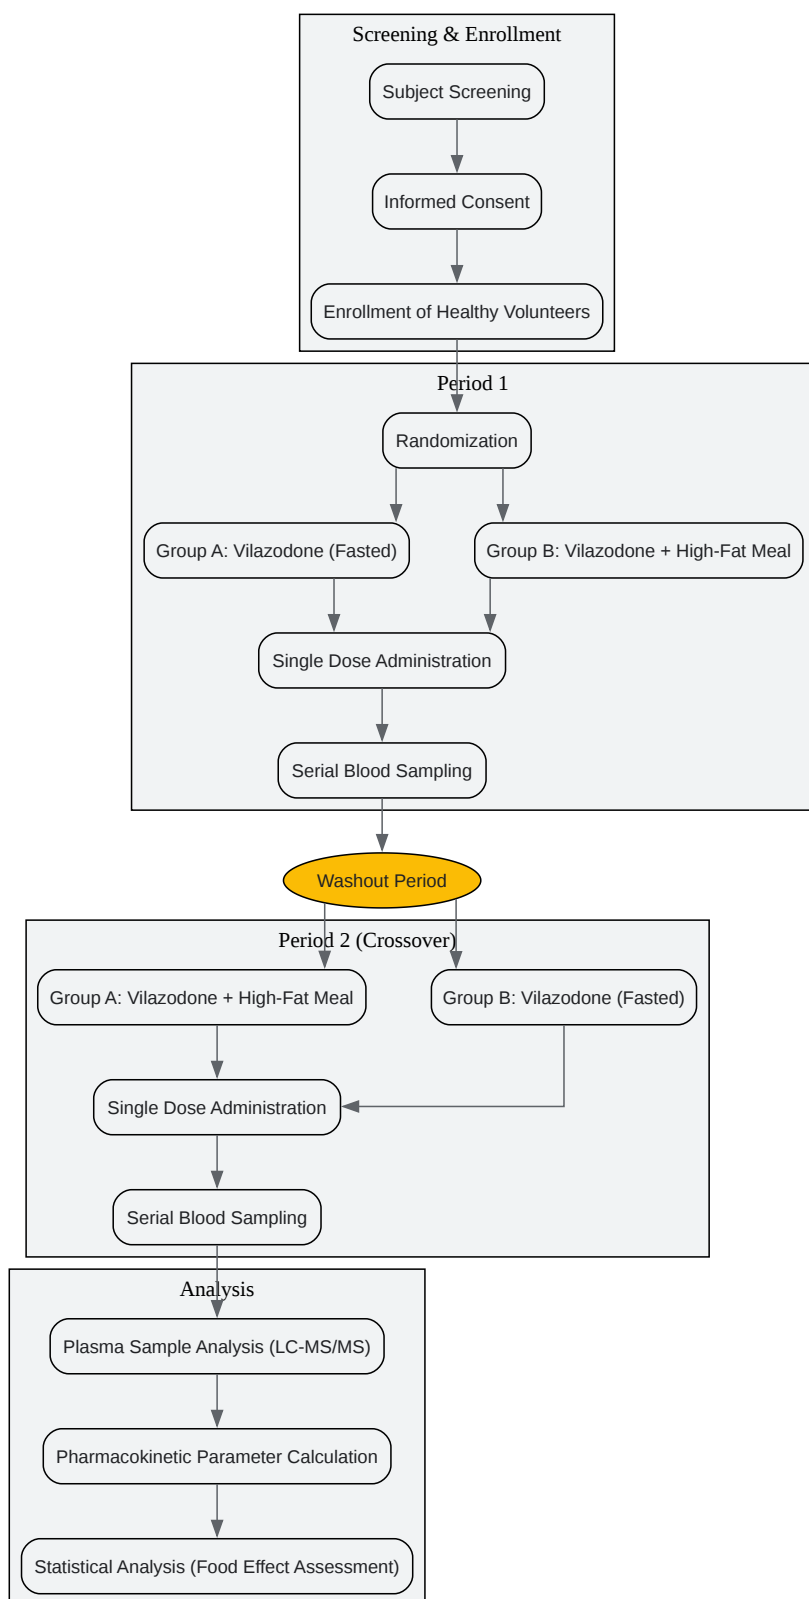 Screening & Enrollment
Subject Screening
Informed Consent
Enrollment of Healthy Volunteers
Period 1
Randomization
Group A: Vilazodone (Fasted)
Group B: Vilazodone + High-Fat Meal
Single Dose Administration
Serial Blood Sampling
Washout Period
Period 2 (Crossover)
Group A: Vilazodone + High-Fat Meal
Group B: Vilazodone (Fasted)
Single Dose Administration
Serial Blood Sampling
Analysis
Plasma Sample Analysis (LC-MS/MS)
Pharmacokinetic Parameter Calculation
Statistical Analysis (Food Effect Assessment)